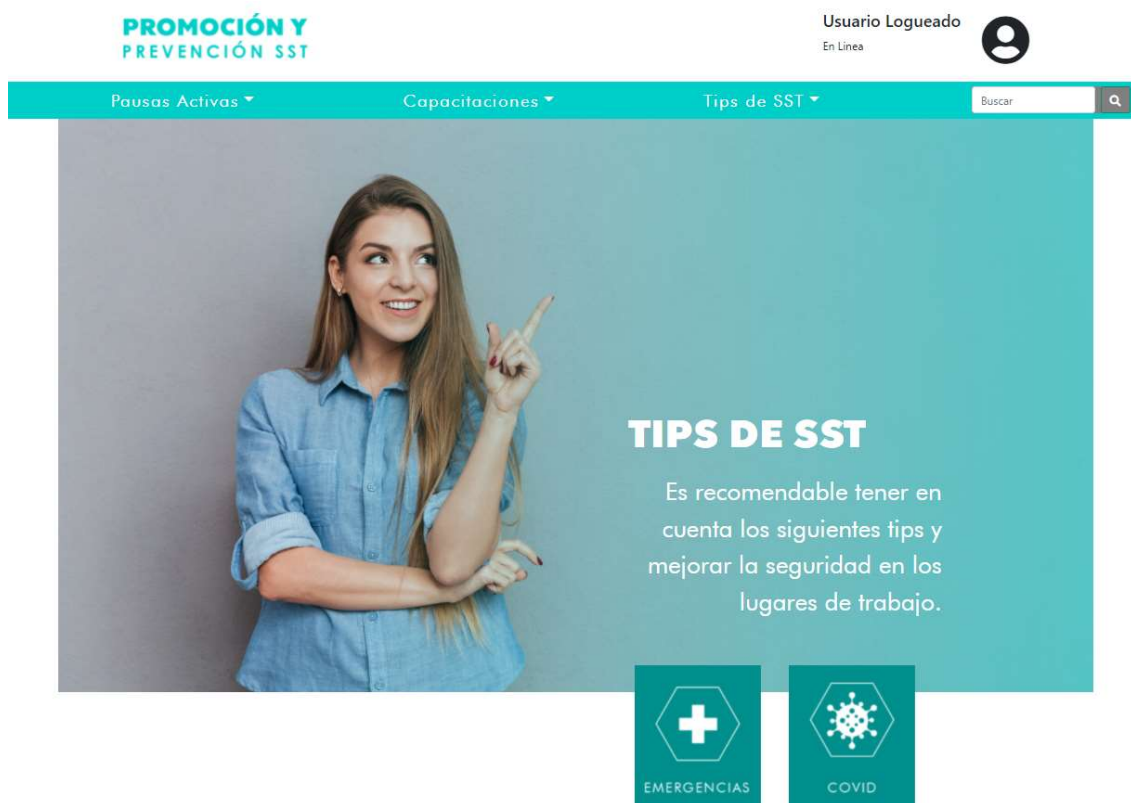 PROMOCIÓN Y
PREVENCIÓN SST
Usuario Logueado
En Linea
Pausas Activas
Capacitaciones
Tips de SST
Buscar
TIPS DE SST
Es recomendable tener en
cuenta los siguientes tips y
mejorar la seguridad en los
lugares de trabajo.
EMERGENCIAS
COVID